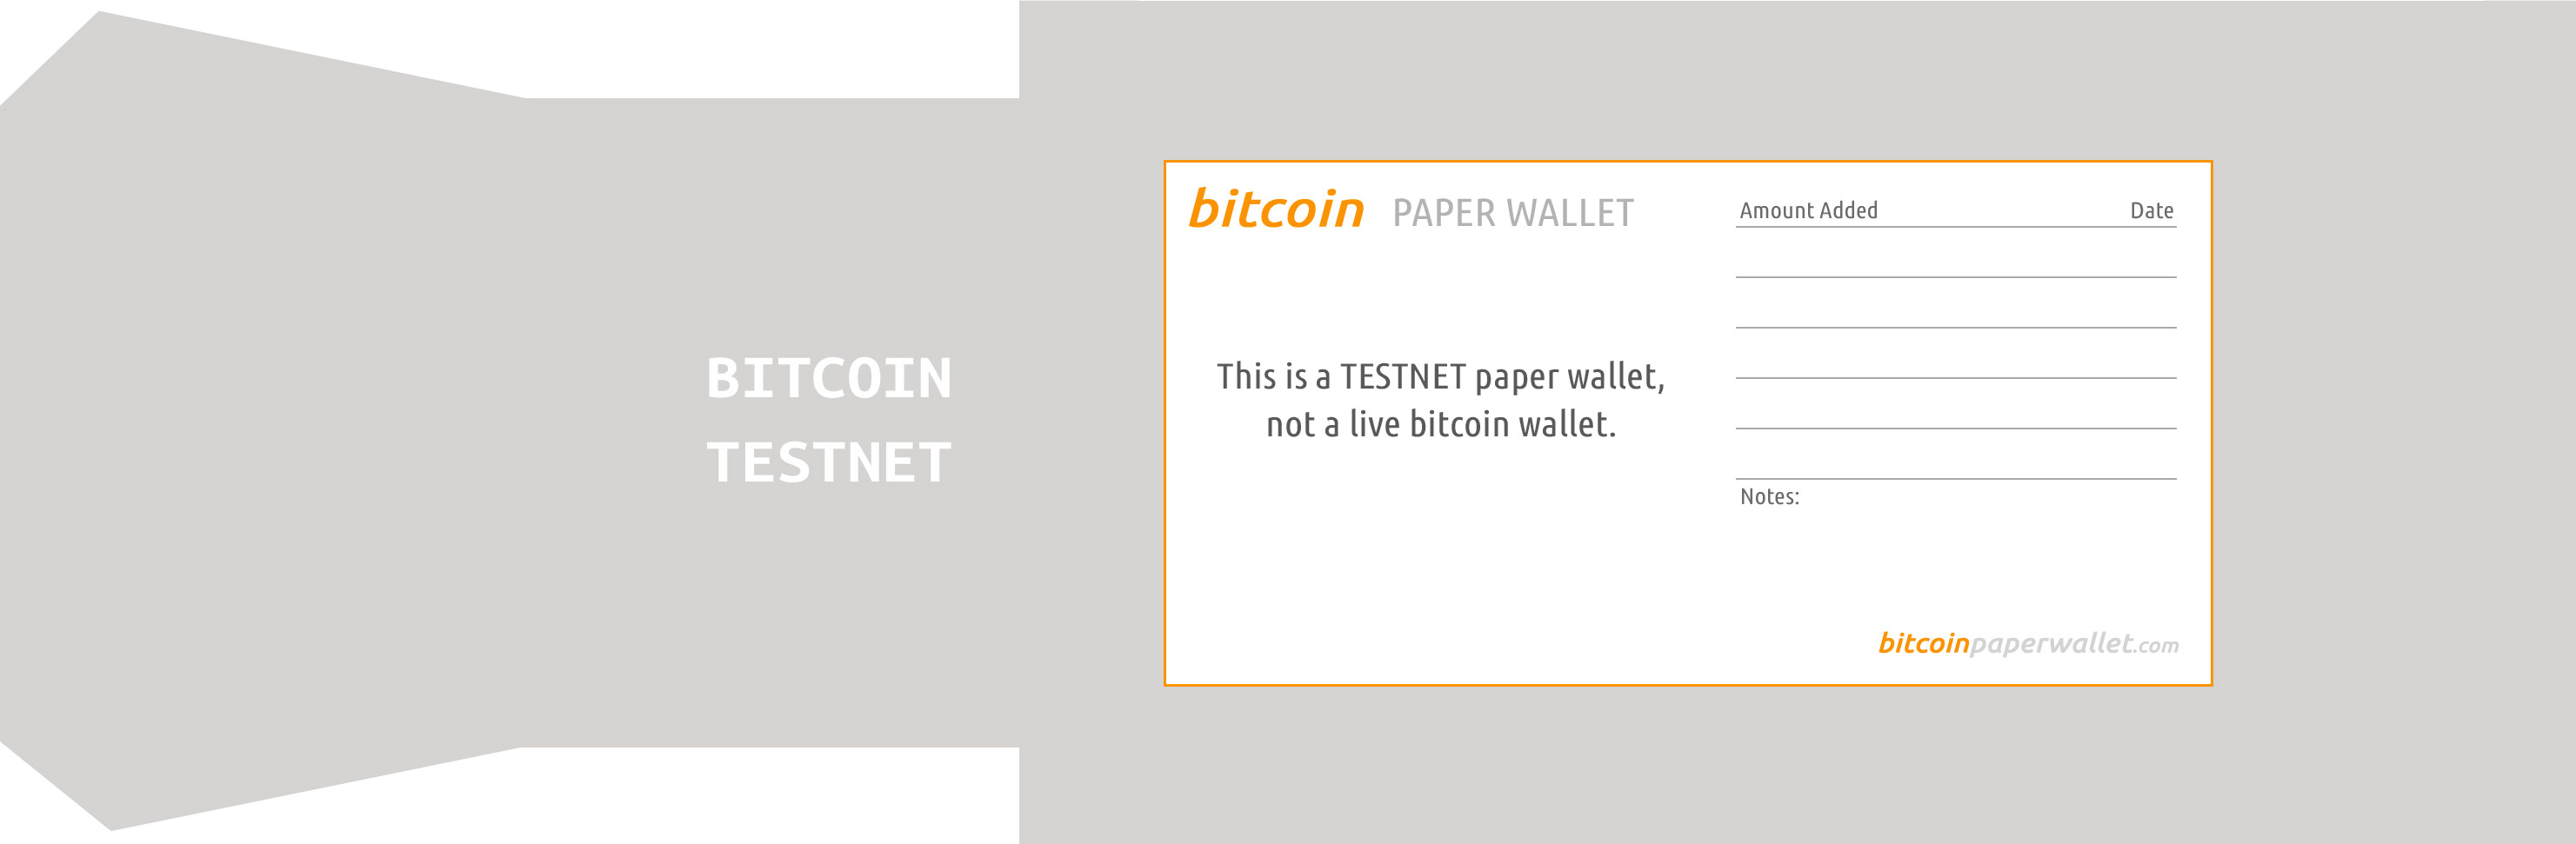 BITCOIN
TESTNET
bitcoin PAPER WALLET
This is a TESTNET paper wallet,
not a live bitcoin wallet.
Amount Added Date
Notes:
bitcoinpaperwallet.com